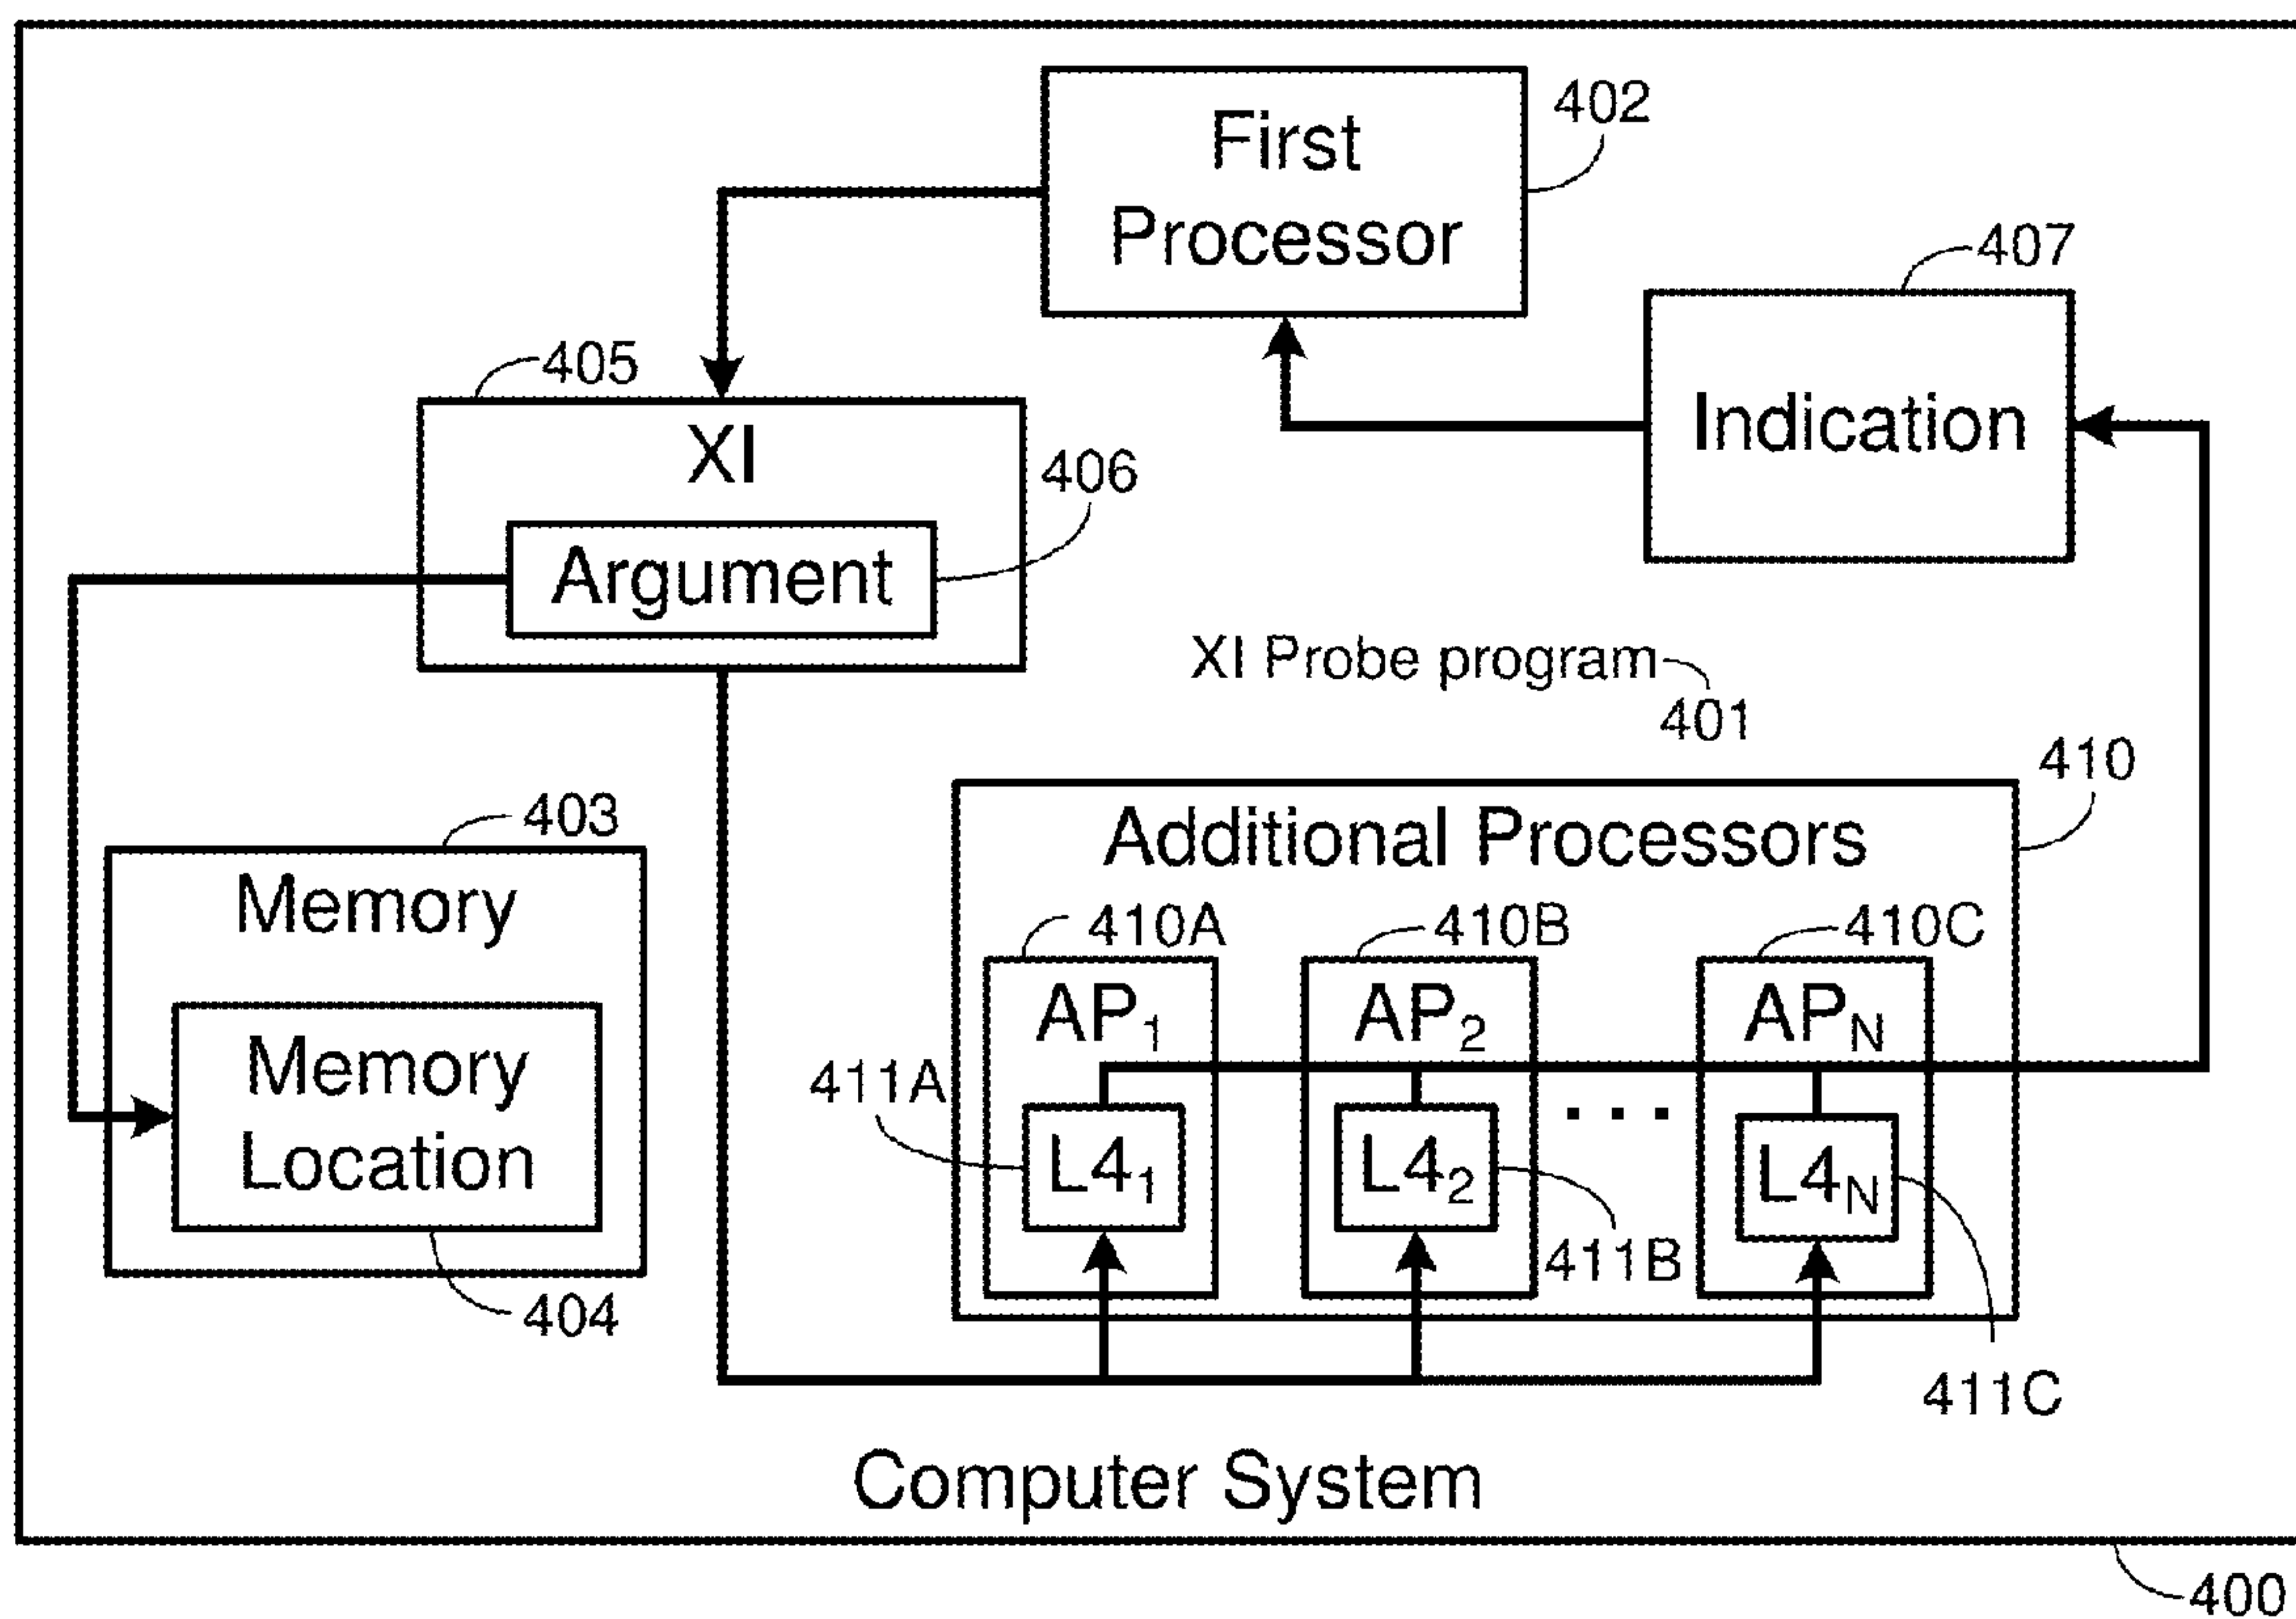 First
Processor
402
407
Indication
405
XI
406
Argument
XI Probe program
401
410
403
Memory
Memory
Location
404
Additional Processors
410A
410B
410C
AP1
AP2
APN
411A
L41
L42
. . .
L4N
411B
411C
Computer System
400